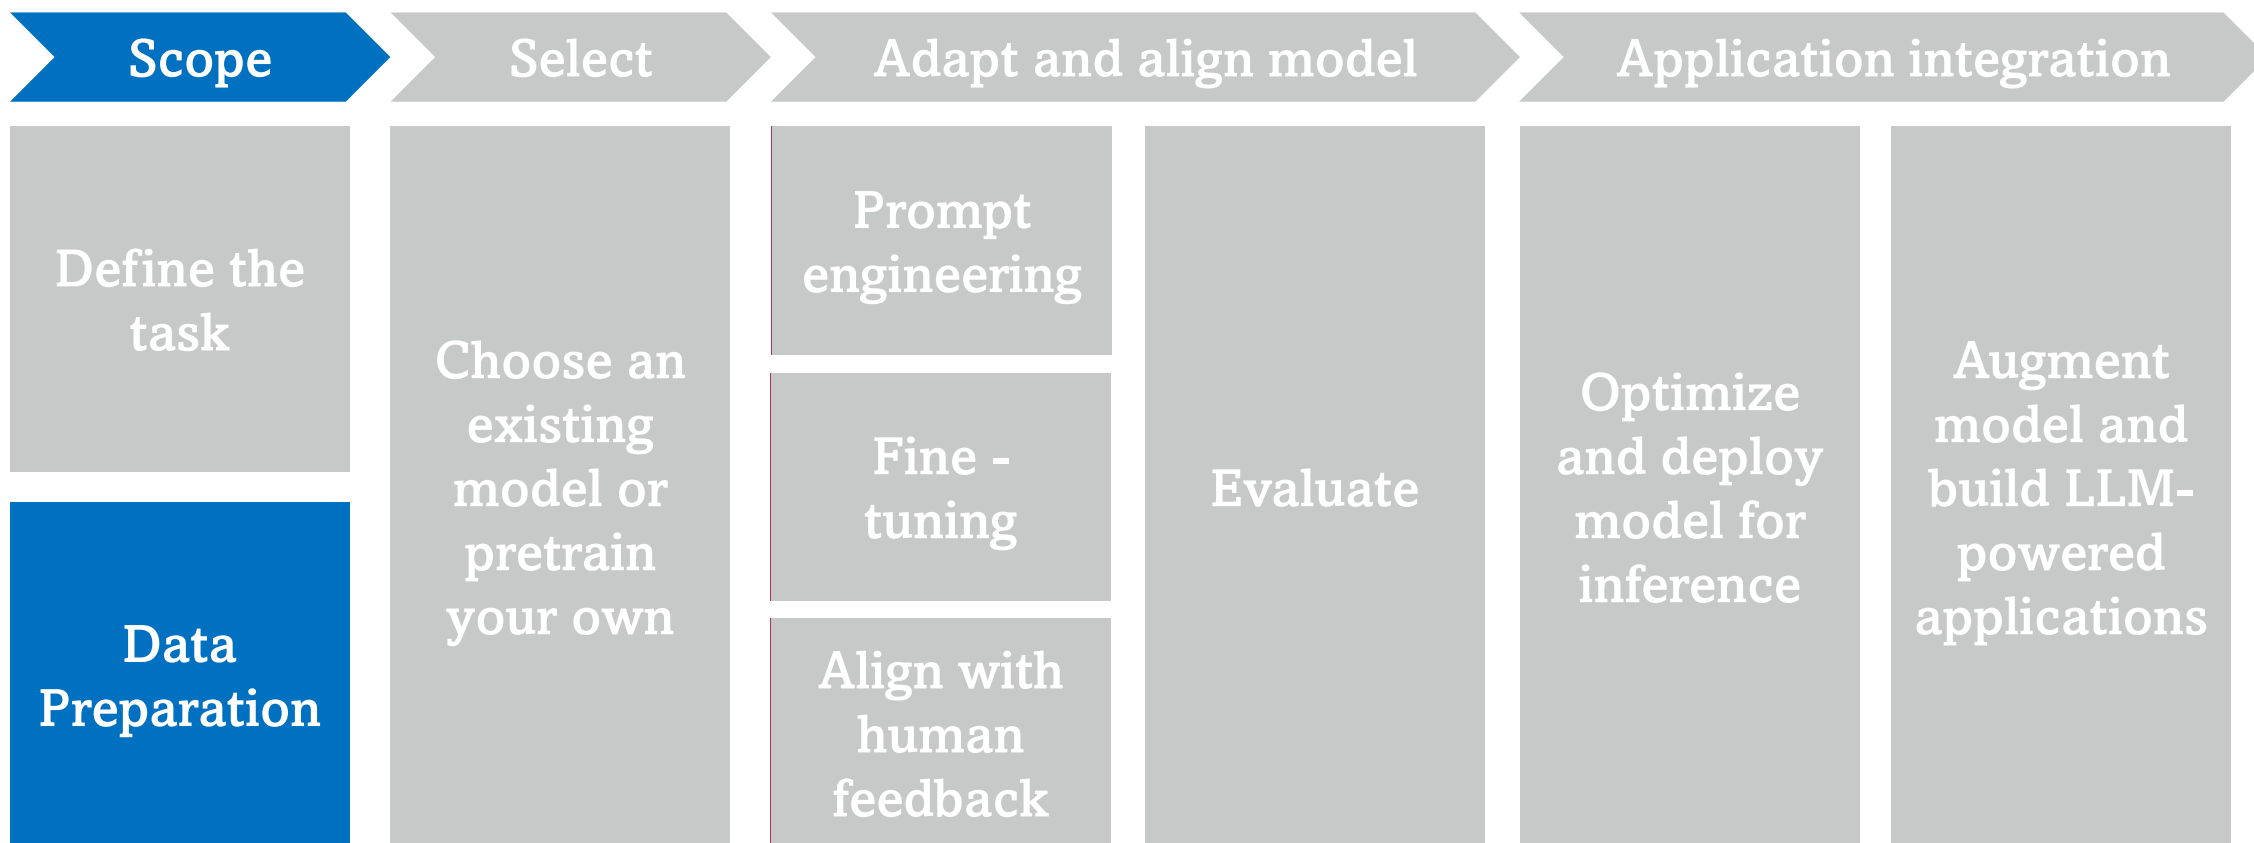 Scope
Select
Adapt and align model
Application integration
Define the
task
Data
Preparation
Choose an
existing
model or
pretrain
your own
Prompt
engineering
Fine -
tuning
Align with
human
feedback
Evaluate
Optimize
and deploy
model for
inference
Augment
model and
build LLM-
powered
applications